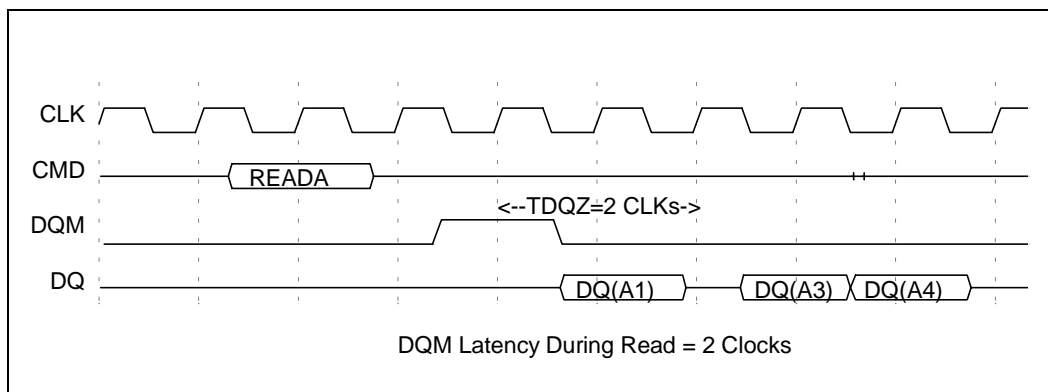 CLK
CMD READA
<--TDQZ=2 CLKs->
DQM
DQ DQ(A1) DQ(A3) DQ(A4)
DQM Latency During Read = 2 Clocks